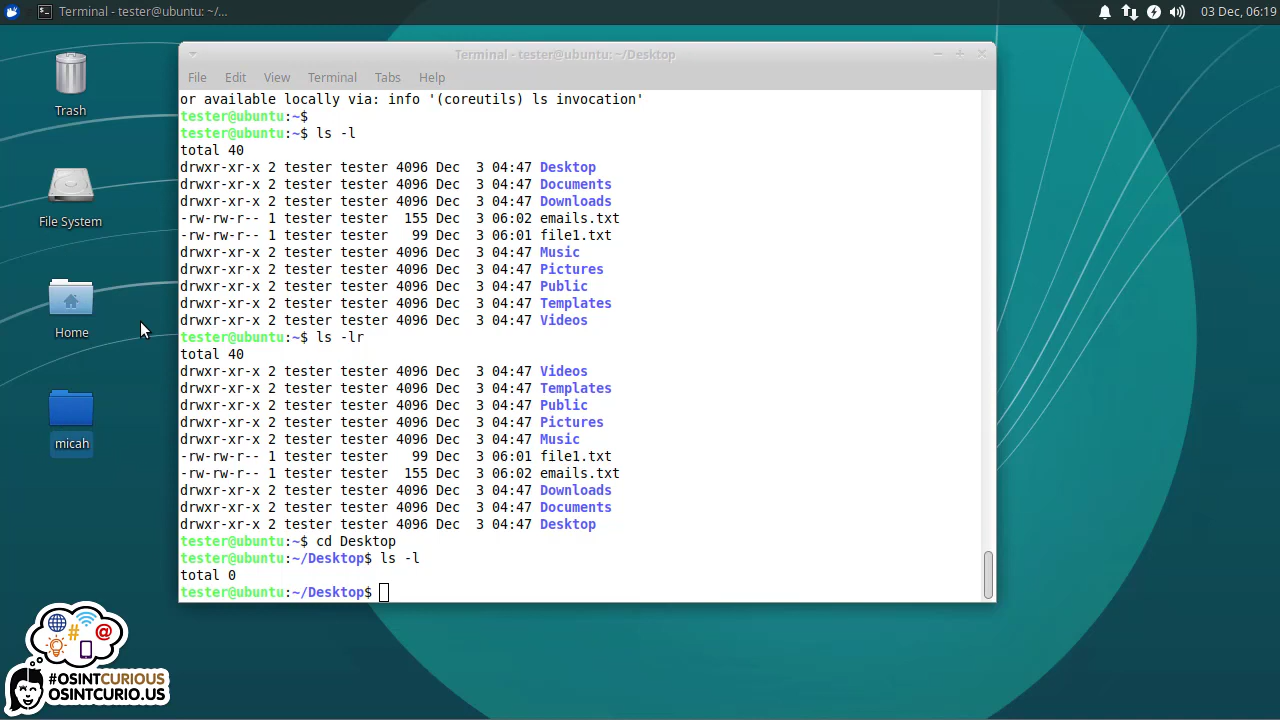 Terminal - tester@ubuntu: ~/...
03 Dec, 06:19
Trash
File System
Home
micah
Terminal - tester@ubuntu: ~/Desktop
File Edit View Terminal Tabs Help
or available locally via: info '(coreutils) ls invocation'
tester@ubuntu:~$
tester@ubuntu:~$ ls -l
total 40
drwxr-xr-x 2 tester tester 4096 Dec  3 04:47 Desktop
drwxr-xr-x 2 tester tester 4096 Dec  3 04:47 Documents
drwxr-xr-x 2 tester tester 4096 Dec  3 04:47 Downloads
-rw-rw-r-- 1 tester tester  155 Dec  3 06:02 emails.txt
-rw-rw-r-- 1 tester tester   99 Dec  3 06:01 file1.txt
drwxr-xr-x 2 tester tester 4096 Dec  3 04:47 Music
drwxr-xr-x 2 tester tester 4096 Dec  3 04:47 Pictures
drwxr-xr-x 2 tester tester 4096 Dec  3 04:47 Public
drwxr-xr-x 2 tester tester 4096 Dec  3 04:47 Templates
drwxr-xr-x 2 tester tester 4096 Dec  3 04:47 Videos
tester@ubuntu:~$ ls -lr
total 40
drwxr-xr-x 2 tester tester 4096 Dec  3 04:47 Videos
drwxr-xr-x 2 tester tester 4096 Dec  3 04:47 Templates
drwxr-xr-x 2 tester tester 4096 Dec  3 04:47 Public
drwxr-xr-x 2 tester tester 4096 Dec  3 04:47 Pictures
drwxr-xr-x 2 tester tester 4096 Dec  3 04:47 Music
-rw-rw-r-- 1 tester tester   99 Dec  3 06:01 file1.txt
-rw-rw-r-- 1 tester tester  155 Dec  3 06:02 emails.txt
drwxr-xr-x 2 tester tester 4096 Dec  3 04:47 Downloads
drwxr-xr-x 2 tester tester 4096 Dec  3 04:47 Documents
drwxr-xr-x 2 tester tester 4096 Dec  3 04:47 Desktop
tester@ubuntu:~$ cd Desktop
tester@ubuntu:~/Desktop$ ls -l
total 0
tester@ubuntu:~/Desktop$
# @
#OSINTCURIOUS
OSINTCURIO.US